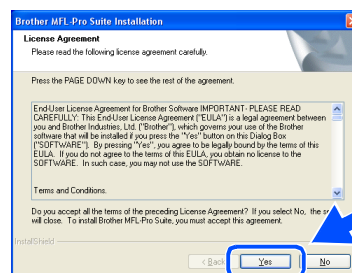 Brother MFL-Pro Suite Installation
License Agreement
Please read the following license agreement carefully.
Press the PAGE DOWN key to see the rest of the agreement.
End-User License Agreement for Brother Software IMPORTANT- PLEASE READ
CAREFULLY: This End-User License Agreement ("EULA") is a legal agreement between
you and Brother Industries, Ltd. ("Brother"), which governs your use of the Brother
software that will be installed if you press the "Yes" button on this Dialog Box
("SOFTWARE"). By pressing "Yes", you agree to be legally bound by the terms of this
EULA. If you do not agree to the terms of this EULA, you obtain no license to the
SOFTWARE. In such case, you may not use the SOFTWARE.
Terms and Conditions.
Do you accept all the terms of the preceding License Agreement? If you select No, the
will close. To install Brother MFL-Pro Suite, you must accept this agreement.
InstallShield
< Back
Yes
No